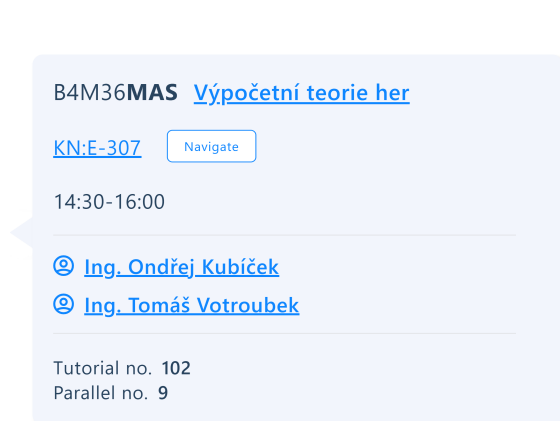 B4M36MAS Výpočetní teorie her
KN:E-307 Navigate
14:30-16:00
Ing. Ondřej Kubíček
Ing. Tomáš Votroubek
Tutorial no. 102
Parallel no. 9